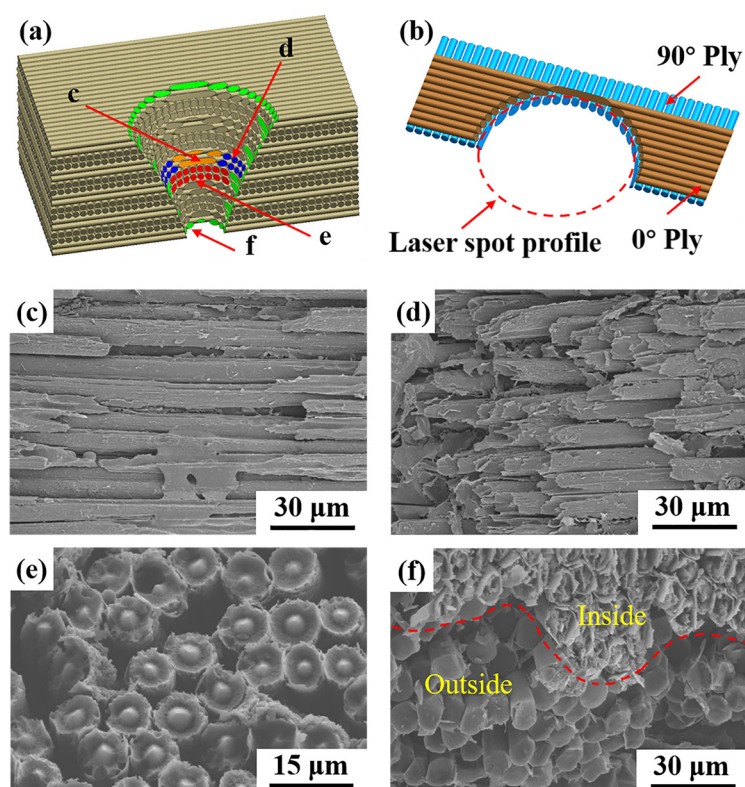 (a)
d
c
e
f
(b)
90° Ply
Laser spot profile
0° Ply
(c)
30 μm
(d)
30 μm
(e)
15 μm
(f)
Inside
Outside
30 μm